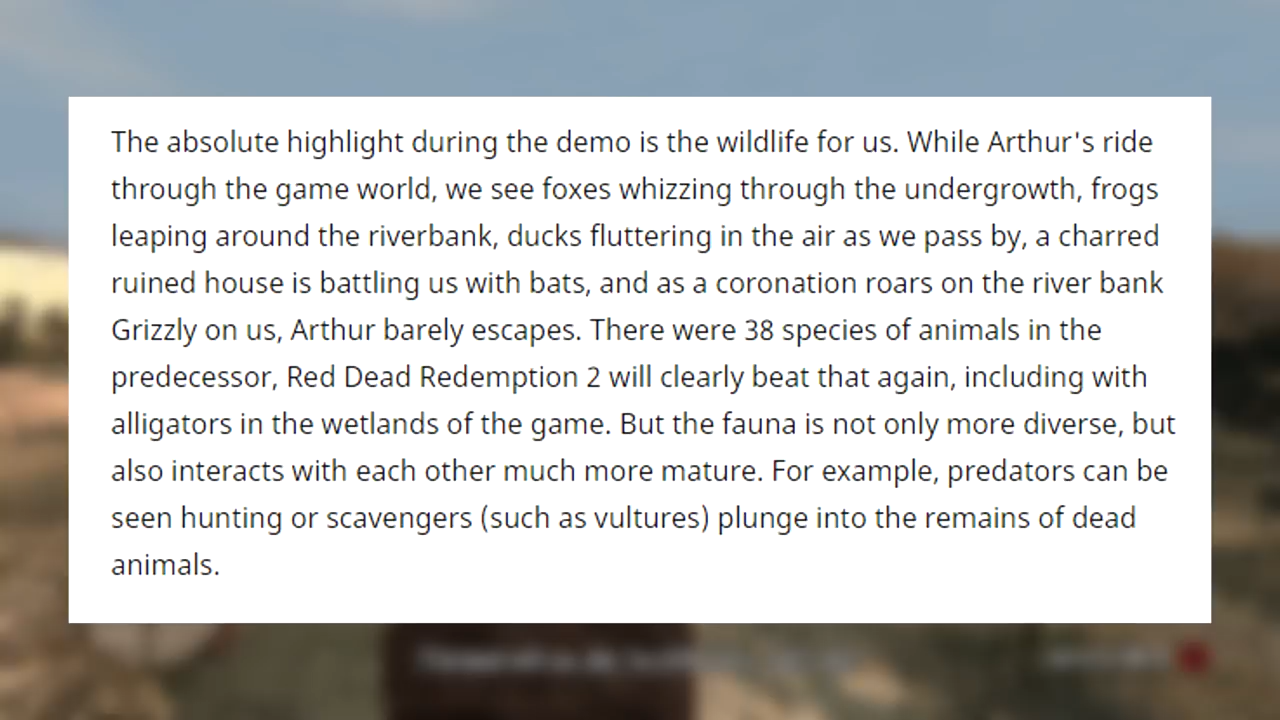 The absolute highlight during the demo is the wildlife for us. While Arthur's ride
through the game world, we see foxes whizzing through the undergrowth, frogs
leaping around the riverbank, ducks fluttering in the air as we pass by, a charred
ruined house is battling us with bats, and as a coronation roars on the river bank
Grizzly on us, Arthur barely escapes. There were 38 species of animals in the
predecessor, Red Dead Redemption 2 will clearly beat that again, including with
alligators in the wetlands of the game. But the fauna is not only more diverse, but
also interacts with each other much more mature. For example, predators can be
seen hunting or scavengers (such as vultures) plunge into the remains of dead
animals.